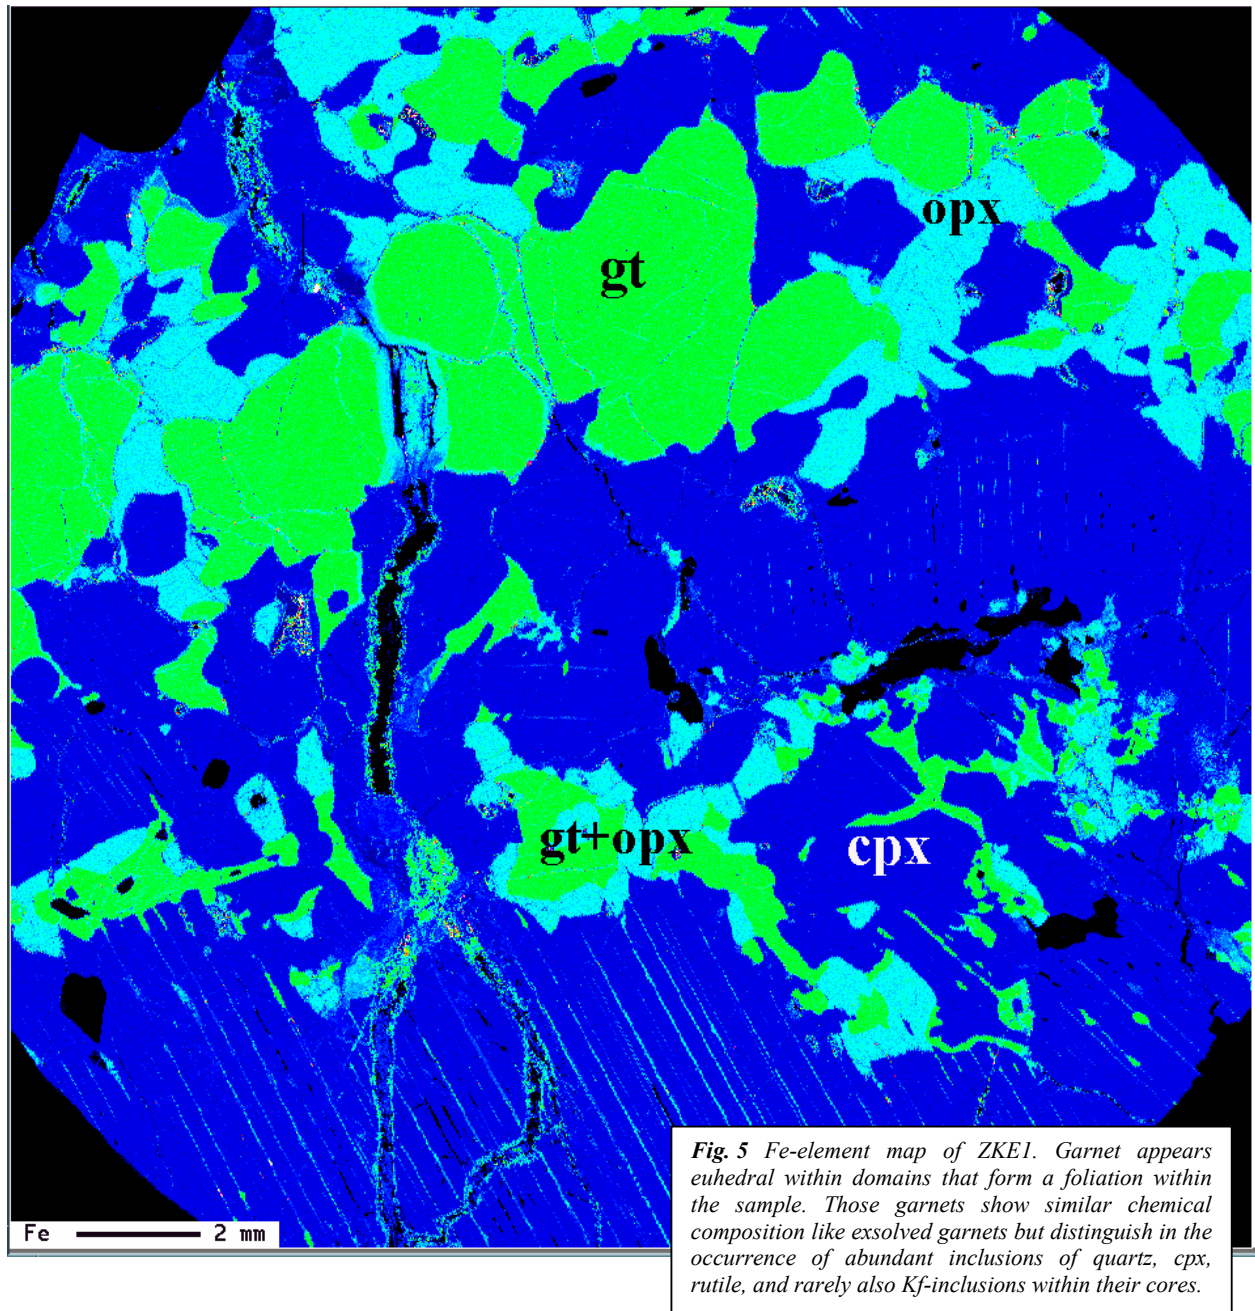 opx
gt
gt+opx
cpx
Fig. 5 Fe-element map of ZKE1. Garnet appears
euhedral within domains that form a foliation within
the sample. Those garnets show similar chemical
composition like exsolved garnets but distinguish in the
occurrence of abundant inclusions of quartz, cpx,
rutile, and rarely also Kf-inclusions within their cores.
Fe 2 mm